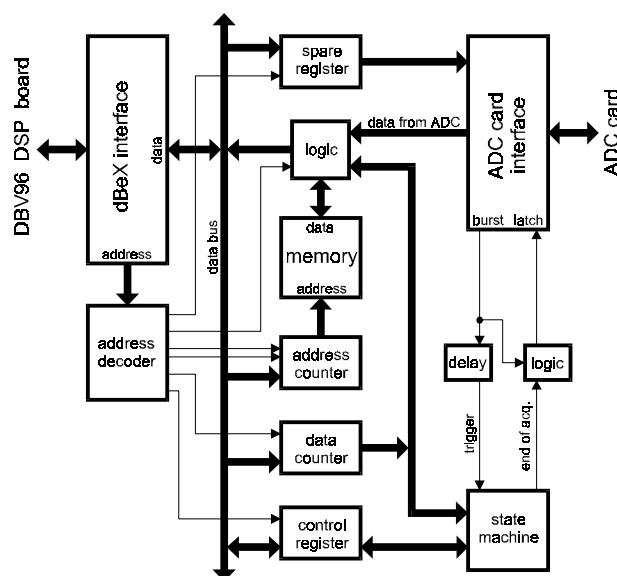 DBV96 DSP board
dBeX interface
data
address
address
decoder
data bus
spare
register
logic
data from ADC
data
memory
address
address
counter
data
counter
control
register
ADC card
interface
burst latch
ADC card
delay
logic
trigger
end of acq.
state
machine